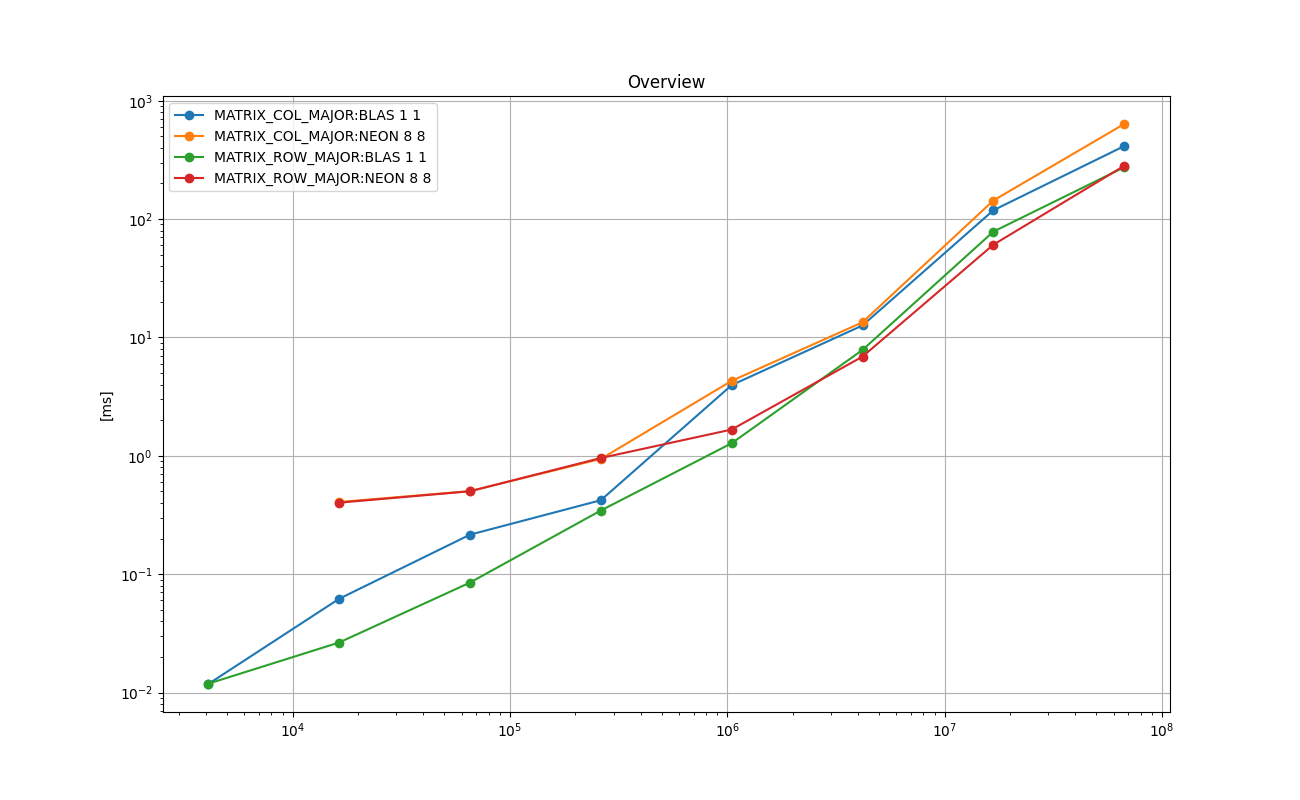 Overview
MATRIX_COL_MAJOR:BLAS 1 1
MATRIX_COL_MAJOR:NEON 8 8
MATRIX_ROW_MAJOR:BLAS 1 1
MATRIX_ROW_MAJOR:NEON 8 8
10³
10²
10¹
10⁰
10⁻¹
10⁻²
[ms]
10⁴ 10⁵ 10⁶ 10⁷ 10⁸